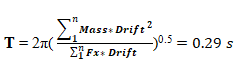 T = 2π(∑₁ⁿ Mass∗Drift² / ∑₁ⁿ Fx∗Drift)^0.5 = 0.29 s